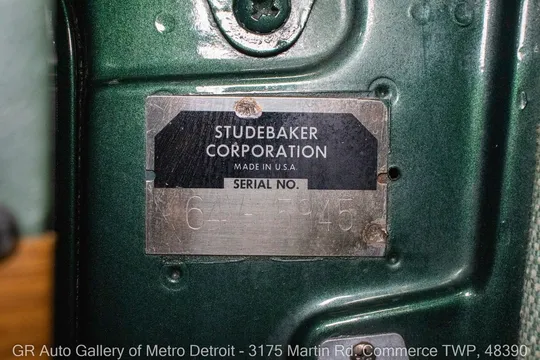 STUDEBAKER
CORPORATION
MADE IN U.S.A.
SERIAL NO.
GR Auto Gallery of Metro Detroit - 3175 Martin Rd. Commerce TWP, 48390